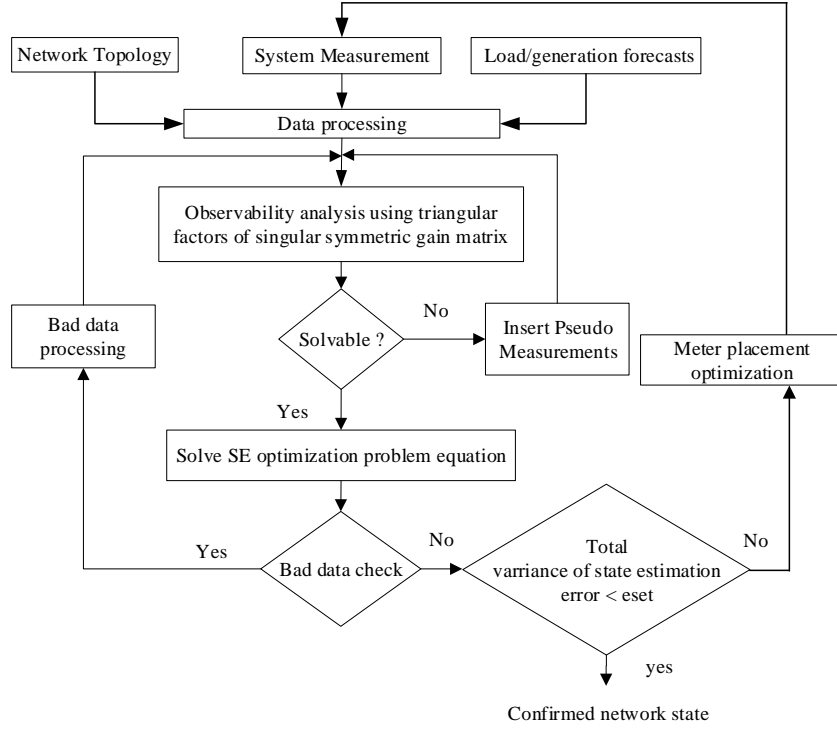 Network Topology
System Measurement
Load/generation forecasts
Data processing
Observability analysis using triangular
factors of singular symmetric gain matrix
Bad data
processing
Solvable ?
No
Insert Pseudo
Measurements
Meter placement
optimization
Yes
Solve SE optimization problem equation
Yes
Bad data check
No
Total
varriance of state estimation
error < eset
No
yes
Confirmed network state